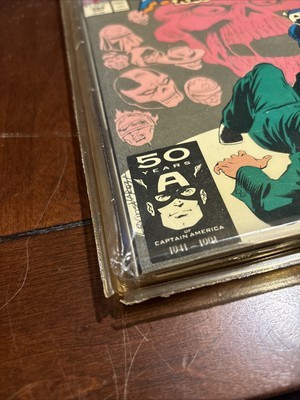 50
YEARS
A
OF
CAPTAIN AMERICA
1941 - 1991